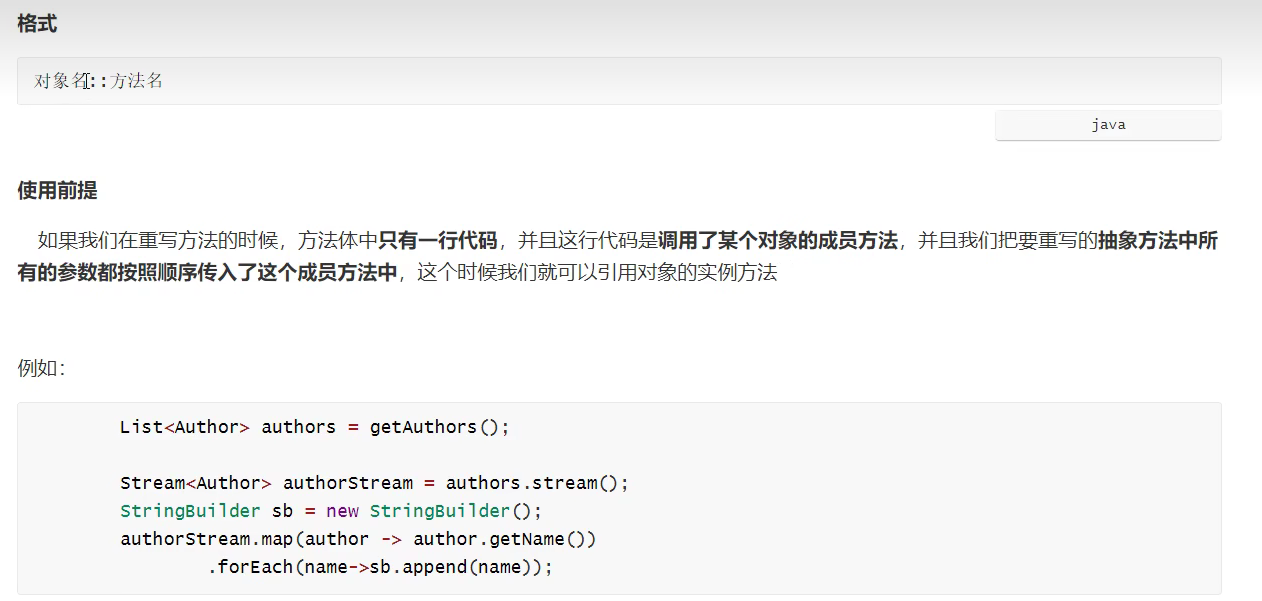 格式
对象名::方法名
java
使用前提
如果我们在重写方法的时候，方法体中只有一行代码，并且这行代码是调用了某个对象的成员方法，并且我们把要重写的抽象方法中所
有的参数都按照顺序传入了这个成员方法中，这个时候我们就可以引用对象的实例方法
例如：
List<Author> authors = getAuthors();
Stream<Author> authorStream = authors.stream();
StringBuilder sb = new StringBuilder();
authorStream.map(author -> author.getName())
.forEach(name->sb.append(name));